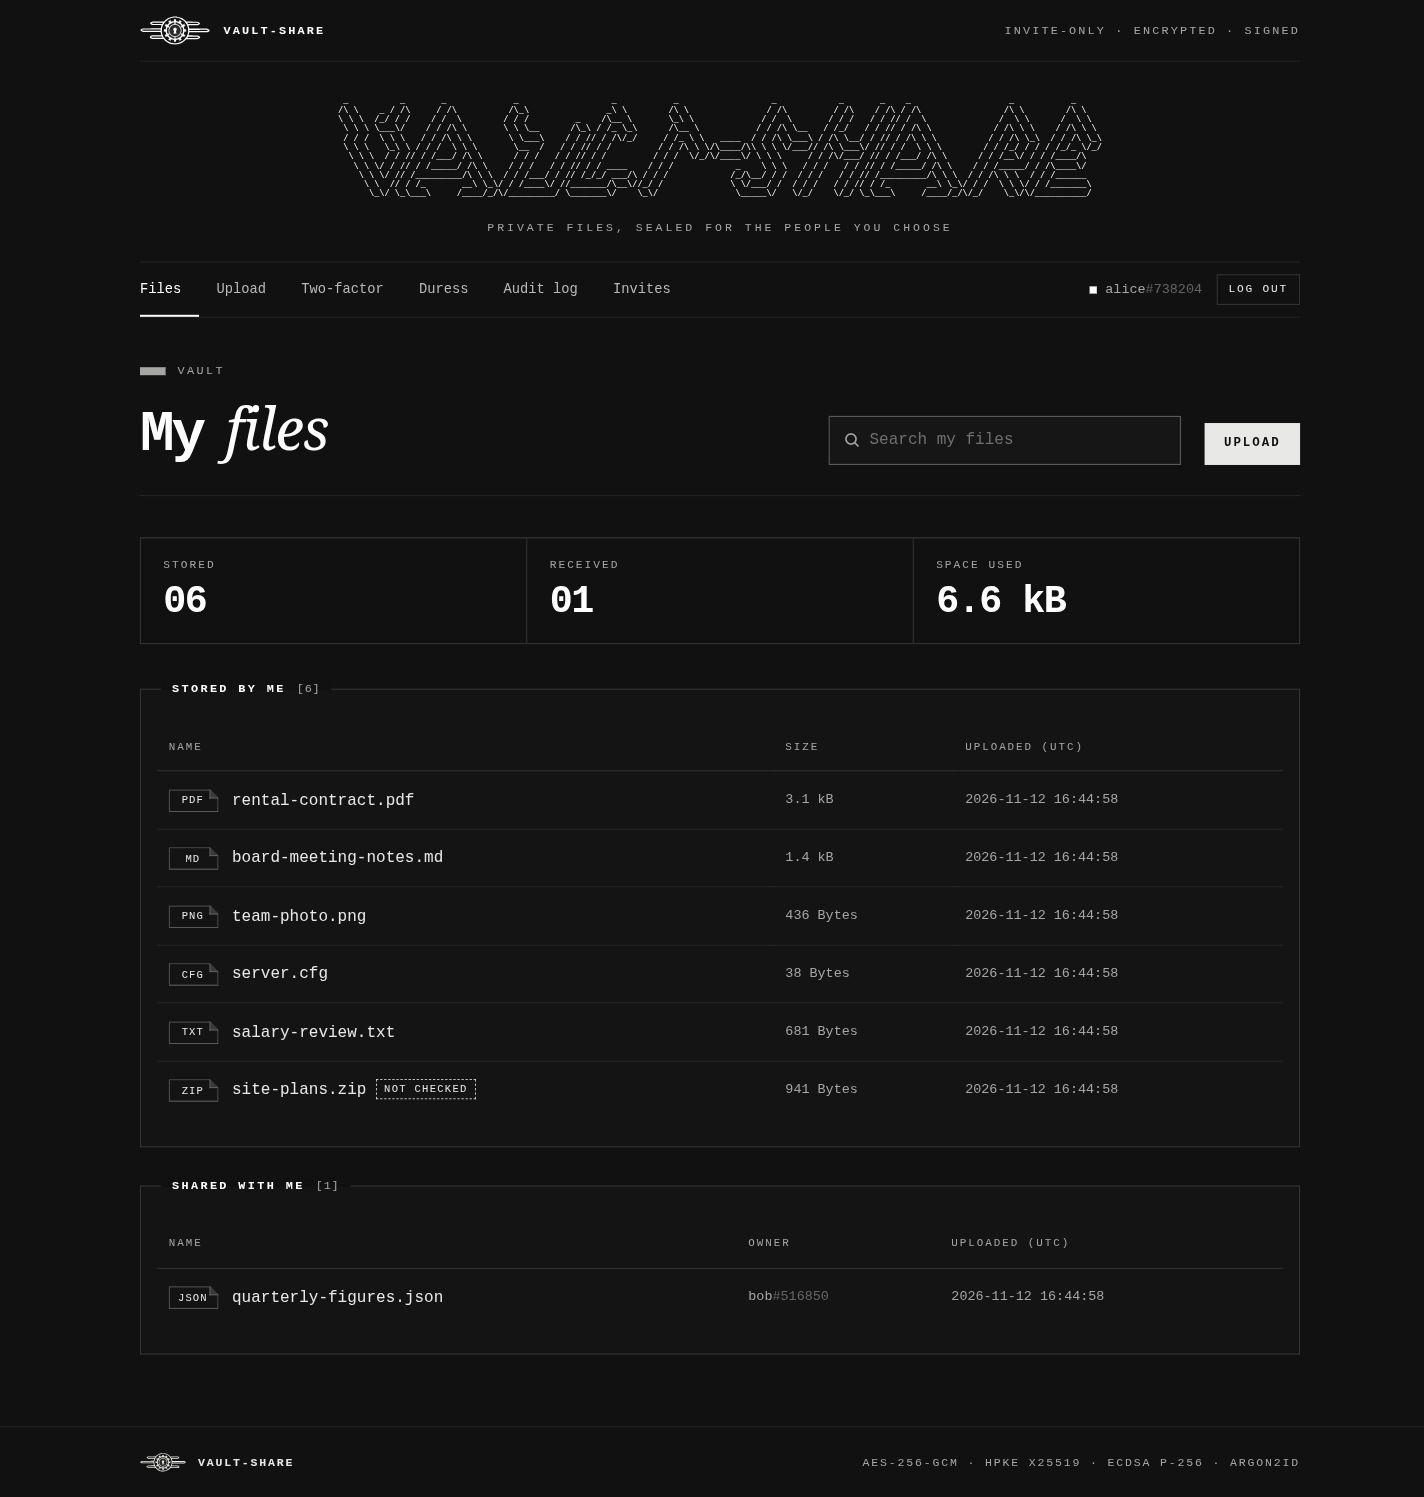 VAULT-SHARE
INVITE-ONLY · ENCRYPTED · SIGNED
VAULT-SHARE
PRIVATE FILES, SEALED FOR THE PEOPLE YOU CHOOSE
Files Upload Two-factor Duress Audit log Invites
alice#738204 LOG OUT
VAULT
My files
Search my files
UPLOAD
STORED
06
RECEIVED
01
SPACE USED
6.6 kB
STORED BY ME [6]
NAME SIZE UPLOADED (UTC)
PDF rental-contract.pdf 3.1 kB 2026-11-12 16:44:58
MD board-meeting-notes.md 1.4 kB 2026-11-12 16:44:58
PNG team-photo.png 436 Bytes 2026-11-12 16:44:58
CFG server.cfg 38 Bytes 2026-11-12 16:44:58
TXT salary-review.txt 681 Bytes 2026-11-12 16:44:58
ZIP site-plans.zip NOT CHECKED 941 Bytes 2026-11-12 16:44:58
SHARED WITH ME [1]
NAME OWNER UPLOADED (UTC)
JSON quarterly-figures.json bob#516850 2026-11-12 16:44:58
VAULT-SHARE
AES-256-GCM · HPKE X25519 · ECDSA P-256 · ARGON2ID